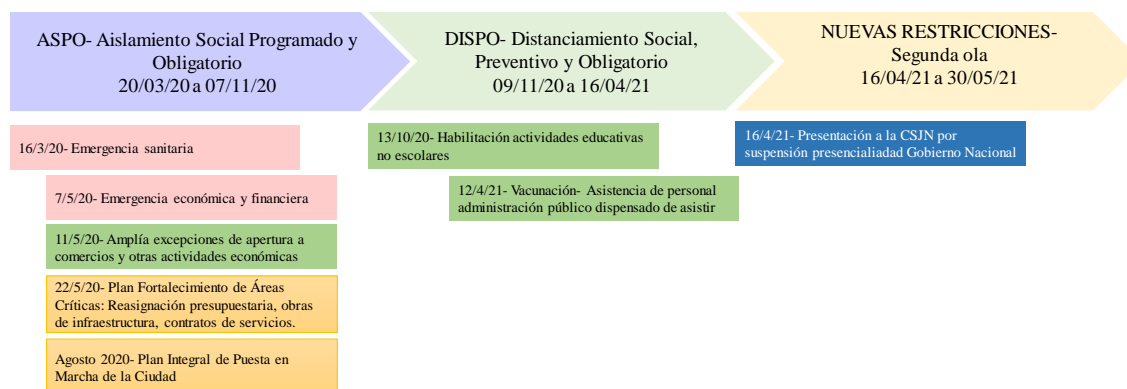 ASPO- Aislamiento Social Programado y
Obligatorio
20/03/20 a 07/11/20
DISPO- Distanciamiento Social,
Preventivo y Obligatorio
09/11/20 a 16/04/21
NUEVAS RESTRICCIONES-
Segunda ola
16/04/21 a 30/05/21
16/3/20- Emergencia sanitaria
7/5/20- Emergencia económica y financiera
11/5/20- Amplía excepciones de apertura a
comercios y otras actividades económicas
22/5/20- Plan Fortalecimiento de Áreas
Críticas: Reasignación presupuestaria, obras
de infraestructura, contratos de servicios.
Agosto 2020- Plan Integral de Puesta en
Marcha de la Ciudad
13/10/20- Habilitación actividades educativas
no escolares
12/4/21- Vacunación- Asistencia de personal
administración público dispensado de asistir
16/4/21- Presentación a la CSJN por
suspensión presencialiadad Gobierno Nacional